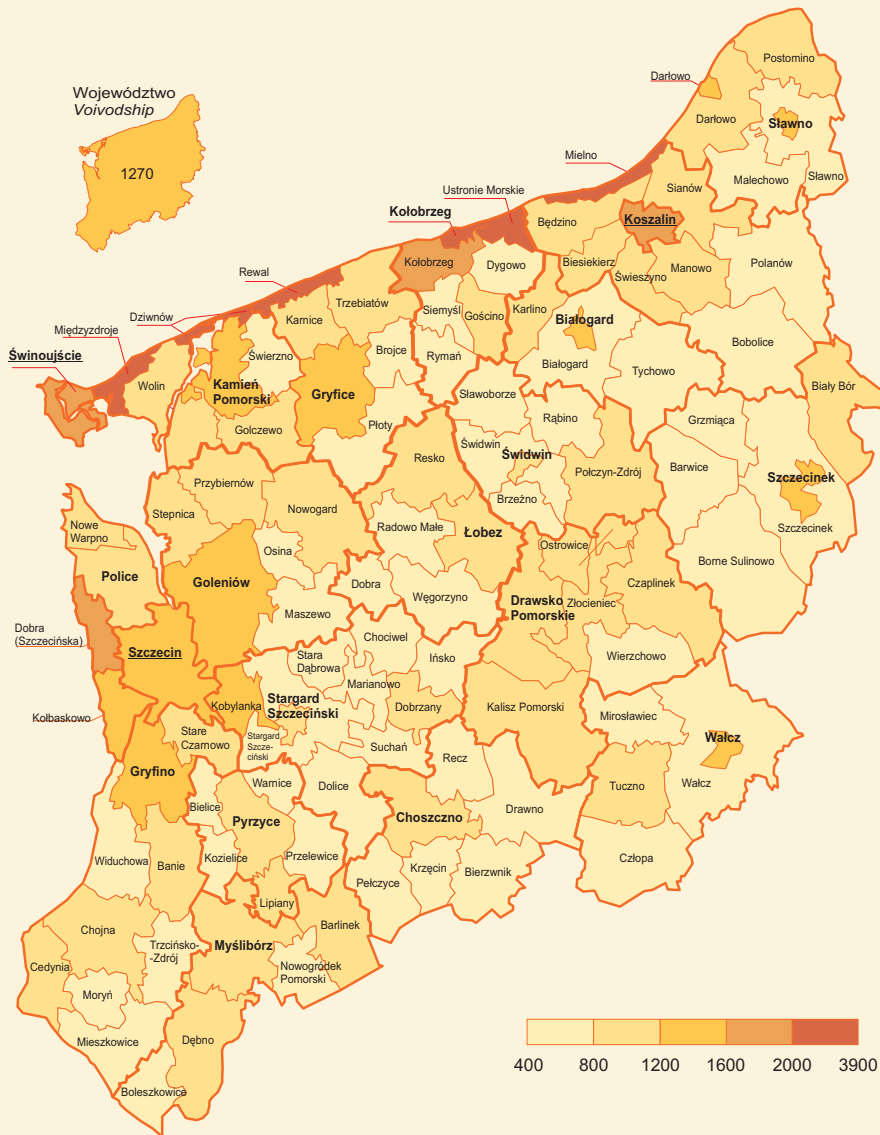 Województwo
Voivodship
1270
Postomino
Darłowo
Darłowo
Sławno
Mielno
Malechowo
Sławno
Ustronie Morskie
Sianów
Kołobrzeg
Będzino
Koszalin
Kołobrzeg
Dygowo
Biesiekierz
Manowo
Polanów
Świeszyno
Rewal
Trzebiatów
Siemyśl
Gościno
Karlino
Białogard
Dziwnów
Karnice
Międzyzdroje
Świnoujście
Świerzno
Brojce
Rymań
Białogard
Tychowo
Bobolice
Wolin
Kamień
Pomorski
Gryfice
Sławoborze
Biały Bór
Golczewo
Płoty
Rąbino
Grzmiąca
Świdwin
Świdwin
Resko
Połczyn-Zdrój
Barwice
Szczecinek
Przybiernów
Brzeżno
Stepnica
Nowogard
Nowe
Warpno
Radowo Małe
Łobez
Szczecinek
Osina
Ostrowice
Borne Sulinowo
Police
Goleniów
Dobra
Czaplinek
Maszewo
Węgorzyno
Drawsko
Pomorskie
Złocieniec
Dobra
(Szczecińska)
Szczecin
Chociwel
Stara
Dąbrowa
Ińsko
Wierzchowo
Marianowo
Stargard
Szczeciński
Kobylanka
Dobrzany
Kalisz Pomorski
Kołbaskowo
Mirosławiec
Stare
Czarnowo
Stargard
Szcze-
ciński
Suchań
Recz
Wałcz
Gryfino
Warnice
Dolice
Tuczno
Wałcz
Bielice
Pyrzyce
Choszczno
Drawno
Widuchowa
Banie
Kozielice
Przelewice
Człopa
Krzęcin
Bierzwnik
Pełczyce
Lipiany
Chojna
Barlinek
Trzcińsko-
-Zdrój
Myślibórz
Cedynia
Nowogródek
Pomorski
Moryń
Mieszkowice
Dębno
Boleszkowice
400 800 1200 1600 2000 3900